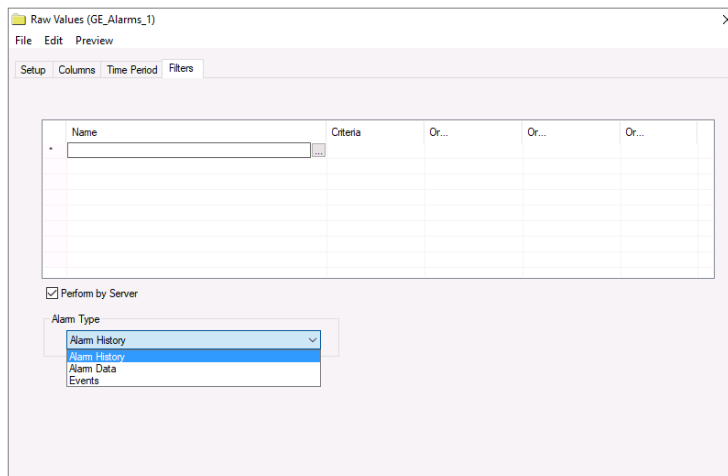 Raw Values (GE_Alarms_1)
File Edit Preview
Setup Columns Time Period Filters
Name Criteria Or... Or... Or...
* ...
Perform by Server
Alarm Type
Alarm History
Alarm History
Alarm Data
Events